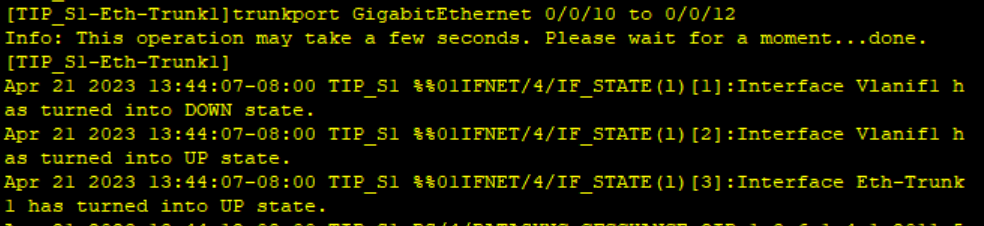 [TIP_S1-Eth-Trunk1]trunkport GigabitEthernet 0/0/10 to 0/0/12
Info: This operation may take a few seconds. Please wait for a moment...done.
[TIP_S1-Eth-Trunk1]
Apr 21 2023 13:44:07-08:00 TIP_S1 %%01IFNET/4/IF_STATE(l)[1]:Interface Vlanif1 h
as turned into DOWN state.
Apr 21 2023 13:44:07-08:00 TIP_S1 %%01IFNET/4/IF_STATE(l)[2]:Interface Vlanif1 h
as turned into UP state.
Apr 21 2023 13:44:07-08:00 TIP_S1 %%01IFNET/4/IF_STATE(l)[3]:Interface Eth-Trunk
1 has turned into UP state.